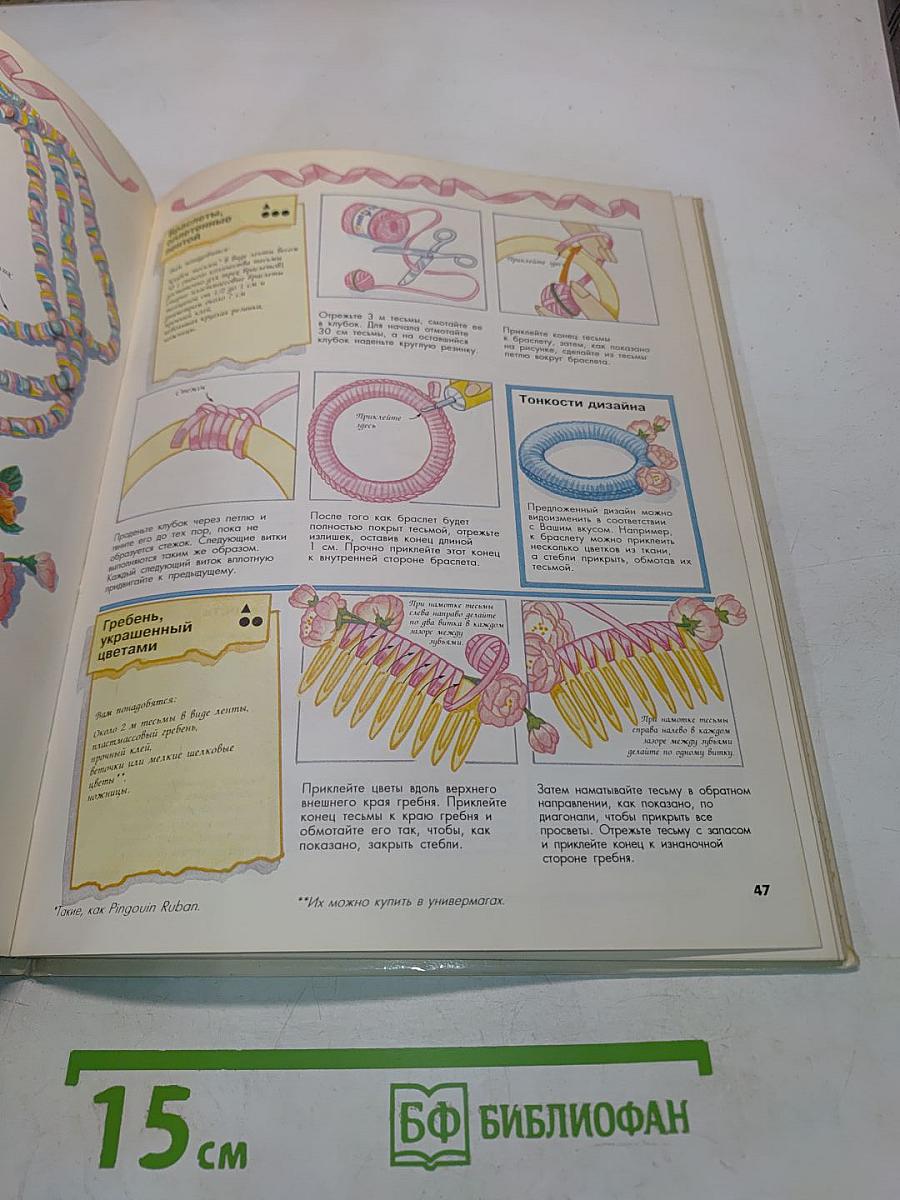 Браслеты,
оплетенные
лентой
Отрежьте 3 м тесьмы, смотайте ее
в клубок. Для начала отмотайте
30 см тесьмы, а на оставшийся
клубок наденьте круглую резинку.
Приклейте
Приклейте конец тесьмы
к браслету, затем, как показано
на рисунке, сделайте из тесьмы
петлю вокруг браслета.
Стежок
Проденьте клубок через петлю и
тяните его до тех пор, пока не
образуется стежок. Следующие витки
выполняются таким же образом.
Каждый следующий виток вплотную
придвигайте к предыдущему.
Приклейте
здесь
После того как браслет будет
полностью покрыт тесьмой, отрежьте
излишек, оставив конец длиной
1 см. Прочно приклейте этот конец
к внутренней стороне браслета.
Тонкости дизайна
Предложенный дизайн можно
видоизменить в соответствии
с Вашим вкусом. Например,
к браслету можно приклеить
несколько цветков из ткани,
а стебли прикрыть, обмотав их
тесьмой.
Гребень,
украшенный
цветами
Вам понадобятся:
Около 2 м тесьмы в виде ленты,
пластмассовый гребень,
прочный клей,
веточки или мелкие шелковые
цветы**,
ножницы.
При намотке тесьмы
слева направо делайте
по два витка в каждом
зазоре между
зубьями.
Приклейте цветы вдоль верхнего
внешнего края гребня. Приклейте
конец тесьмы к краю гребня и
обмотайте его так, чтобы, как
показано, закрыть стебли.
При намотке тесьмы
справа налево в каждом
зазоре между зубьями
делайте по одному витку.
Затем наматывайте тесьму в обратном
направлении, как показано, по
диагонали, чтобы прикрыть все
просветы. Отрежьте тесьму с запасом
и приклейте конец к изнаночной
стороне гребня.
*Такие, как Pingouin Ruban.
**Их можно купить в универмагах.
47
15 см
БФ БИБЛИОФАН